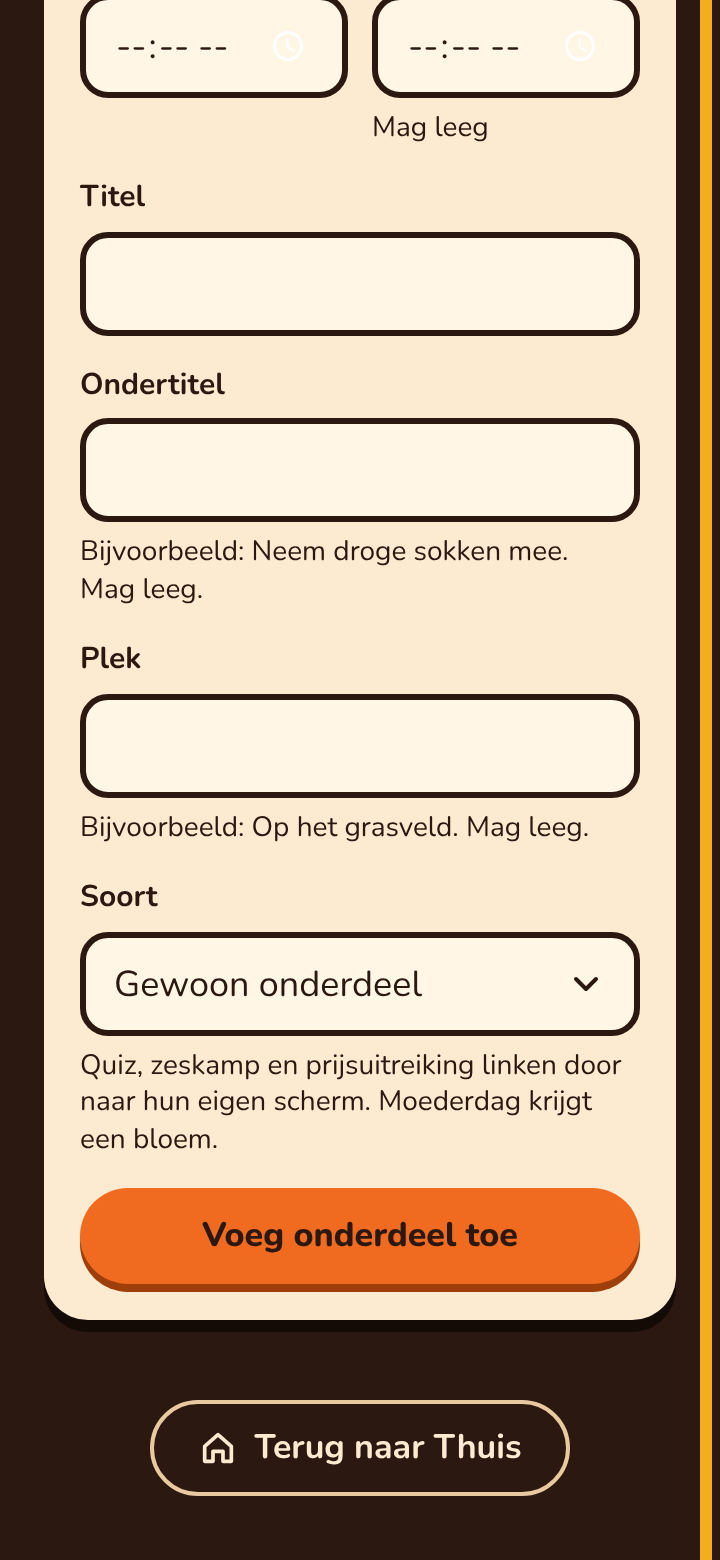 --:-- -- --:-- --
Mag leeg
Titel
Ondertitel
Bijvoorbeeld: Neem droge sokken mee.
Mag leeg.
Plek
Bijvoorbeeld: Op het grasveld. Mag leeg.
Soort
Gewoon onderdeel
Quiz, zeskamp en prijsuitreiking linken door
naar hun eigen scherm. Moederdag krijgt
een bloem.
Voeg onderdeel toe
Terug naar Thuis